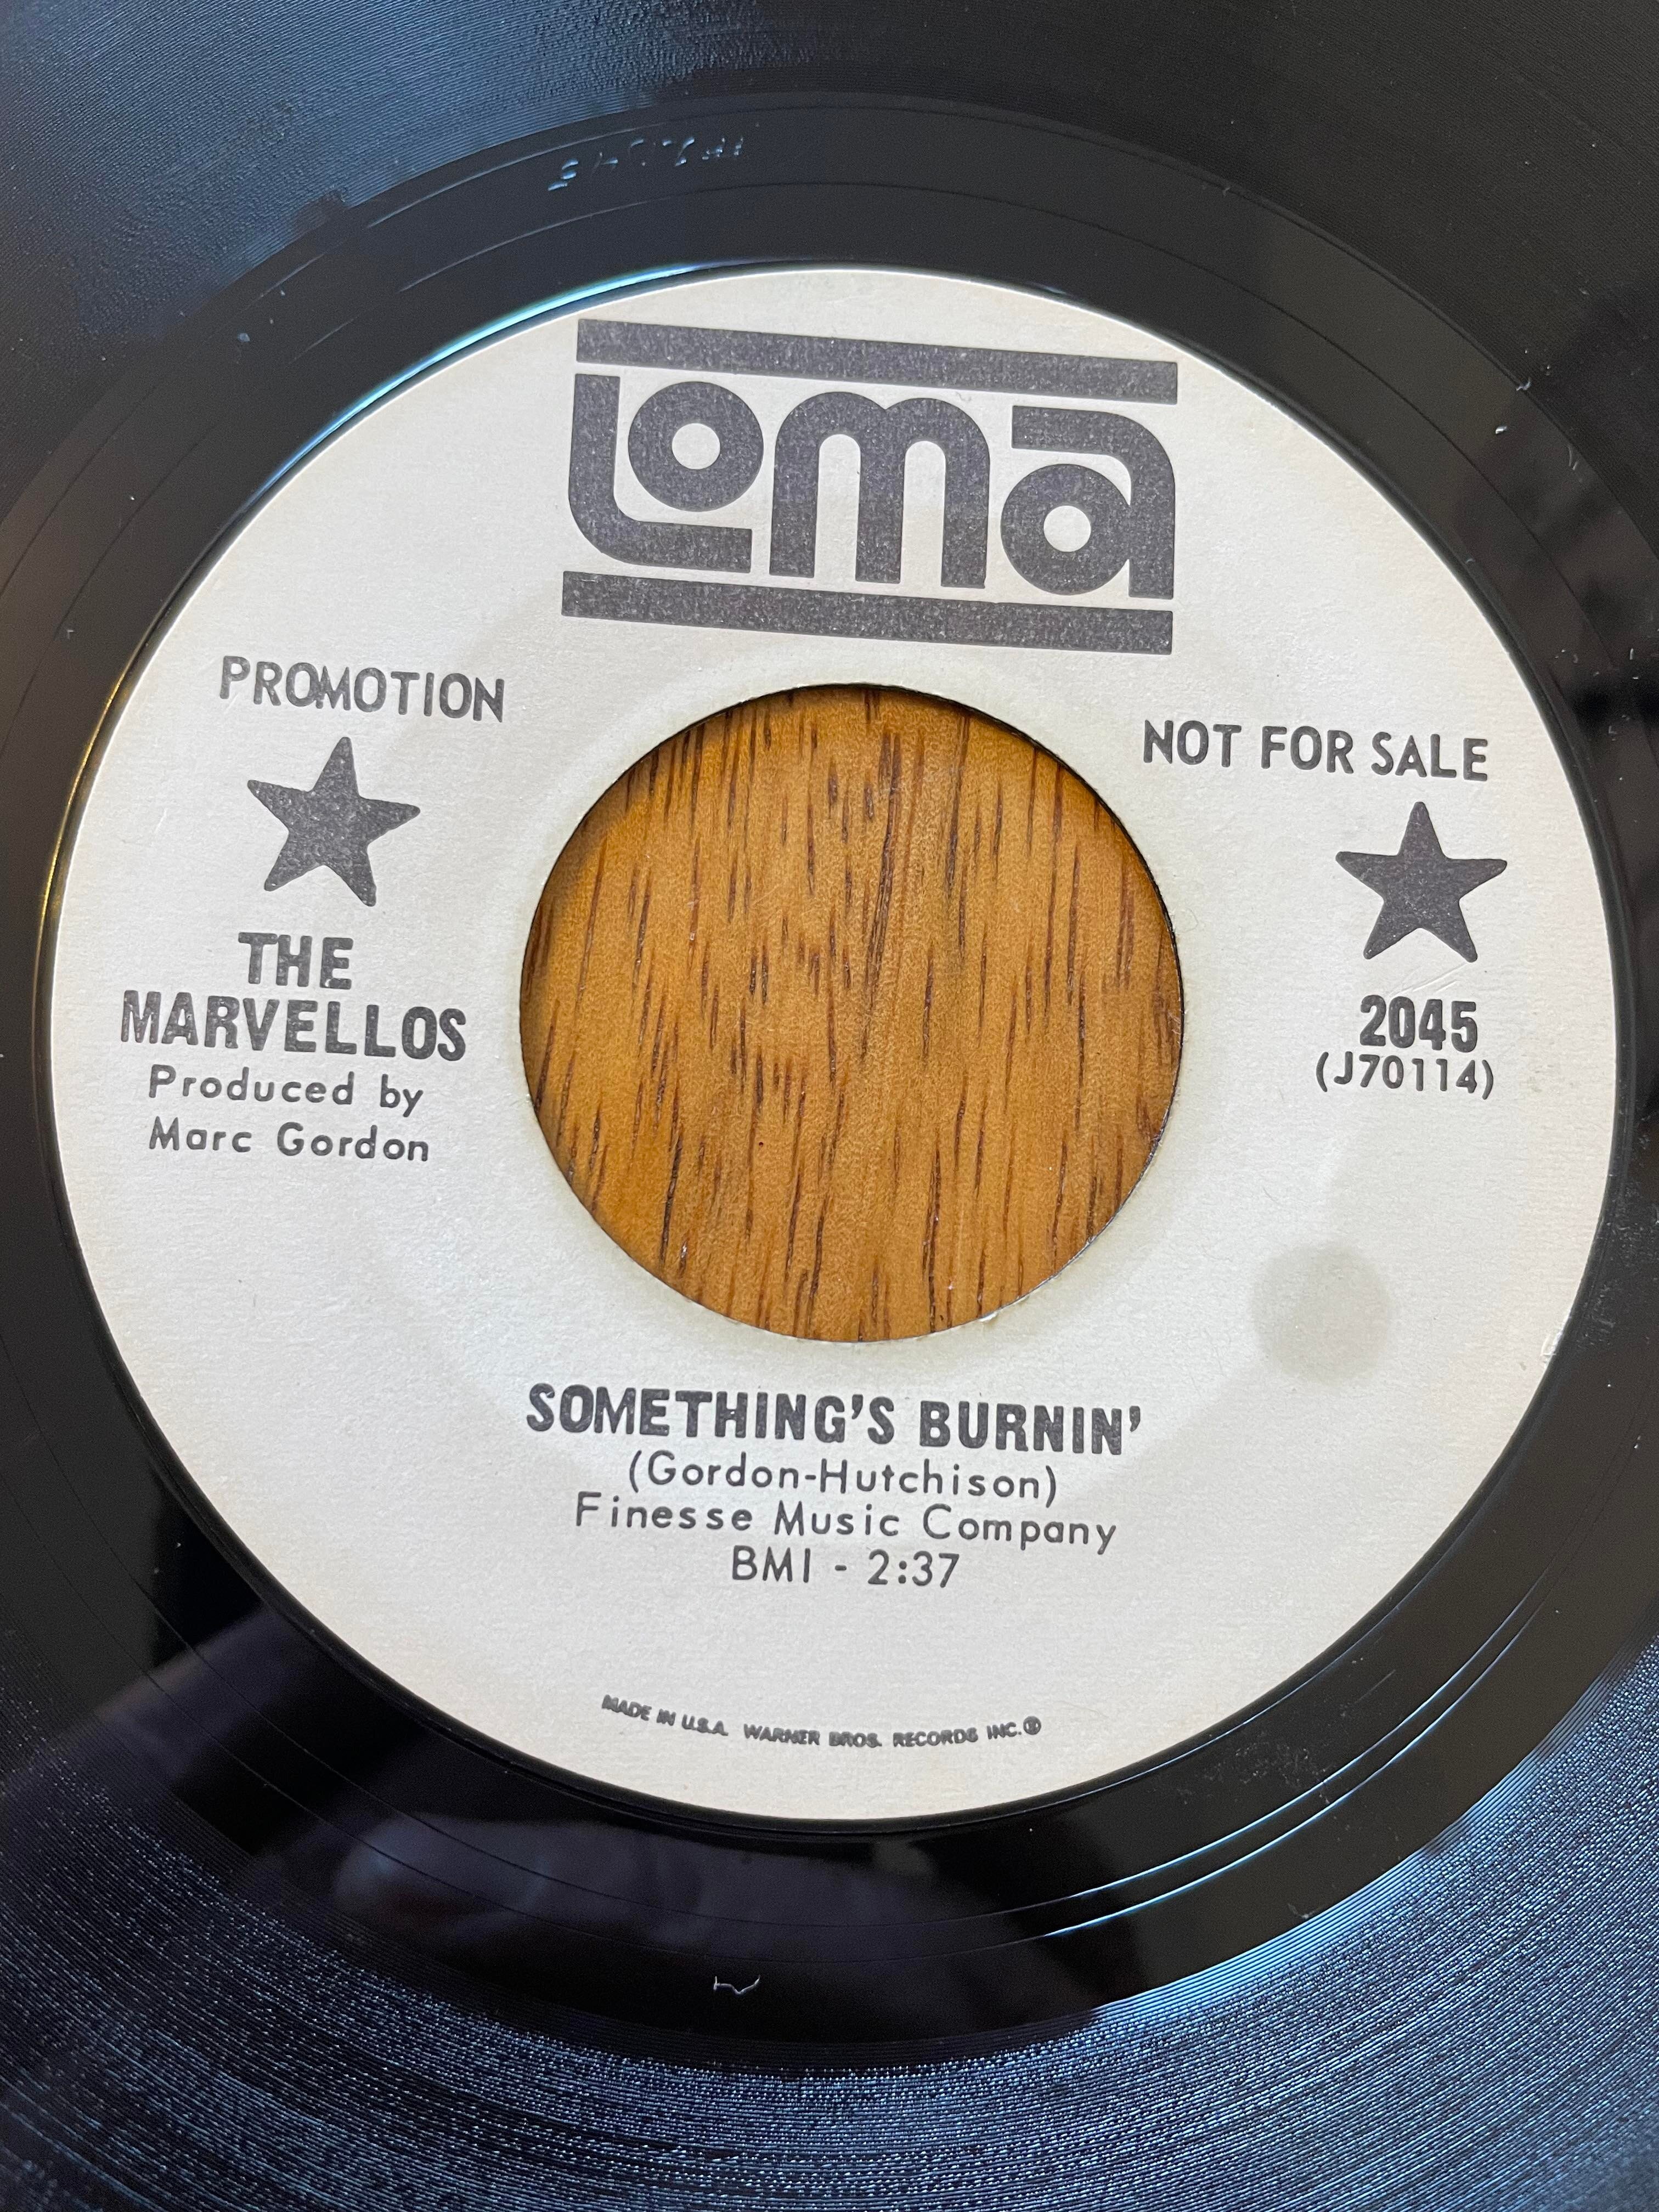 LOMA
PROMOTION
NOT FOR SALE
THE
MARVELLOS
Produced by
Marc Gordon
2045
(J70114)
SOMETHING'S BURNIN'
(Gordon-Hutchison)
Finesse Music Company
BMI - 2:37
MADE IN U.S.A. WARNER BROS. RECORDS INC.®